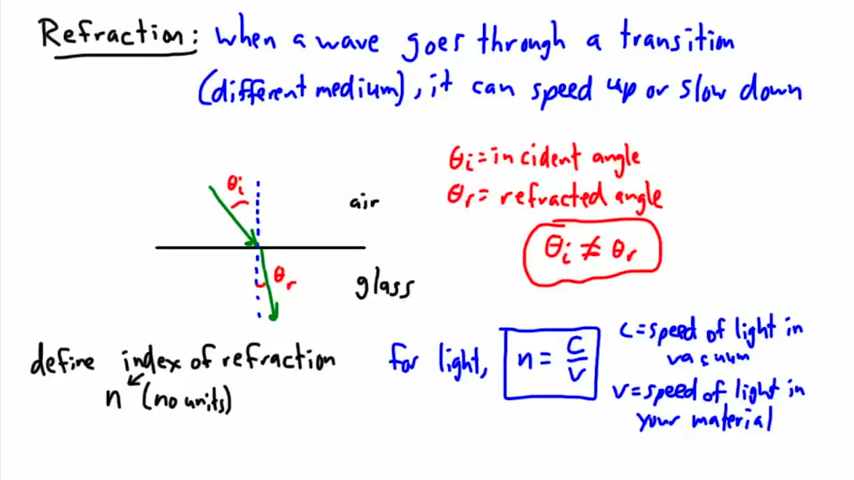 Refraction: when a wave goes through a transition
(different medium), it can speed up or slow down
θi = incident angle
θr = refracted angle
θi ≠ θr
θi
air
θr
glass
define index of refraction
n (no units)
for light, n = c/v
c = speed of light in
vacuum
v = speed of light in
your material